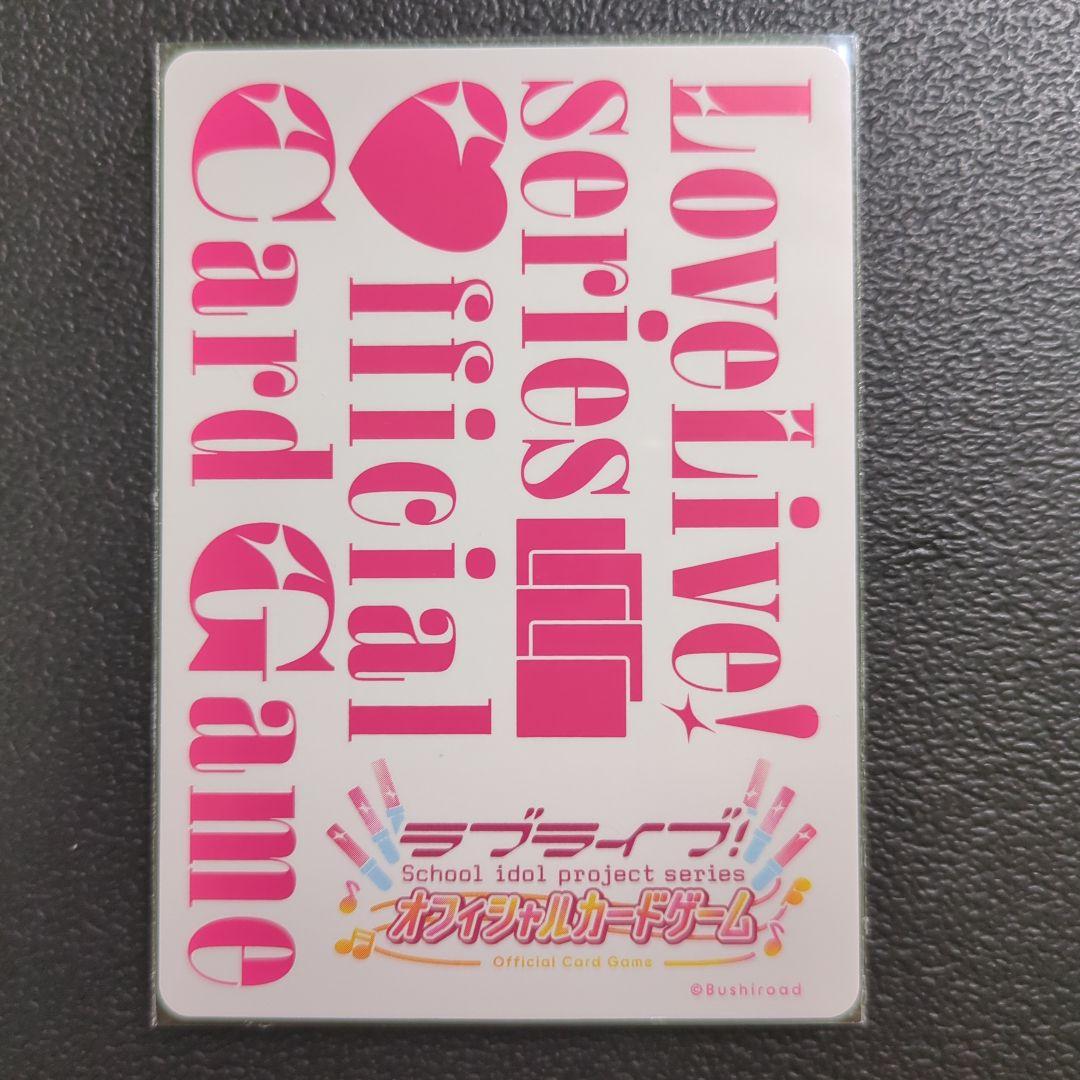 LoveLive!
series
♥fficial
Card Game
ラブライブ!
School idol project series
オフィシャルカードゲーム
Official Card Game
©Bushiroad